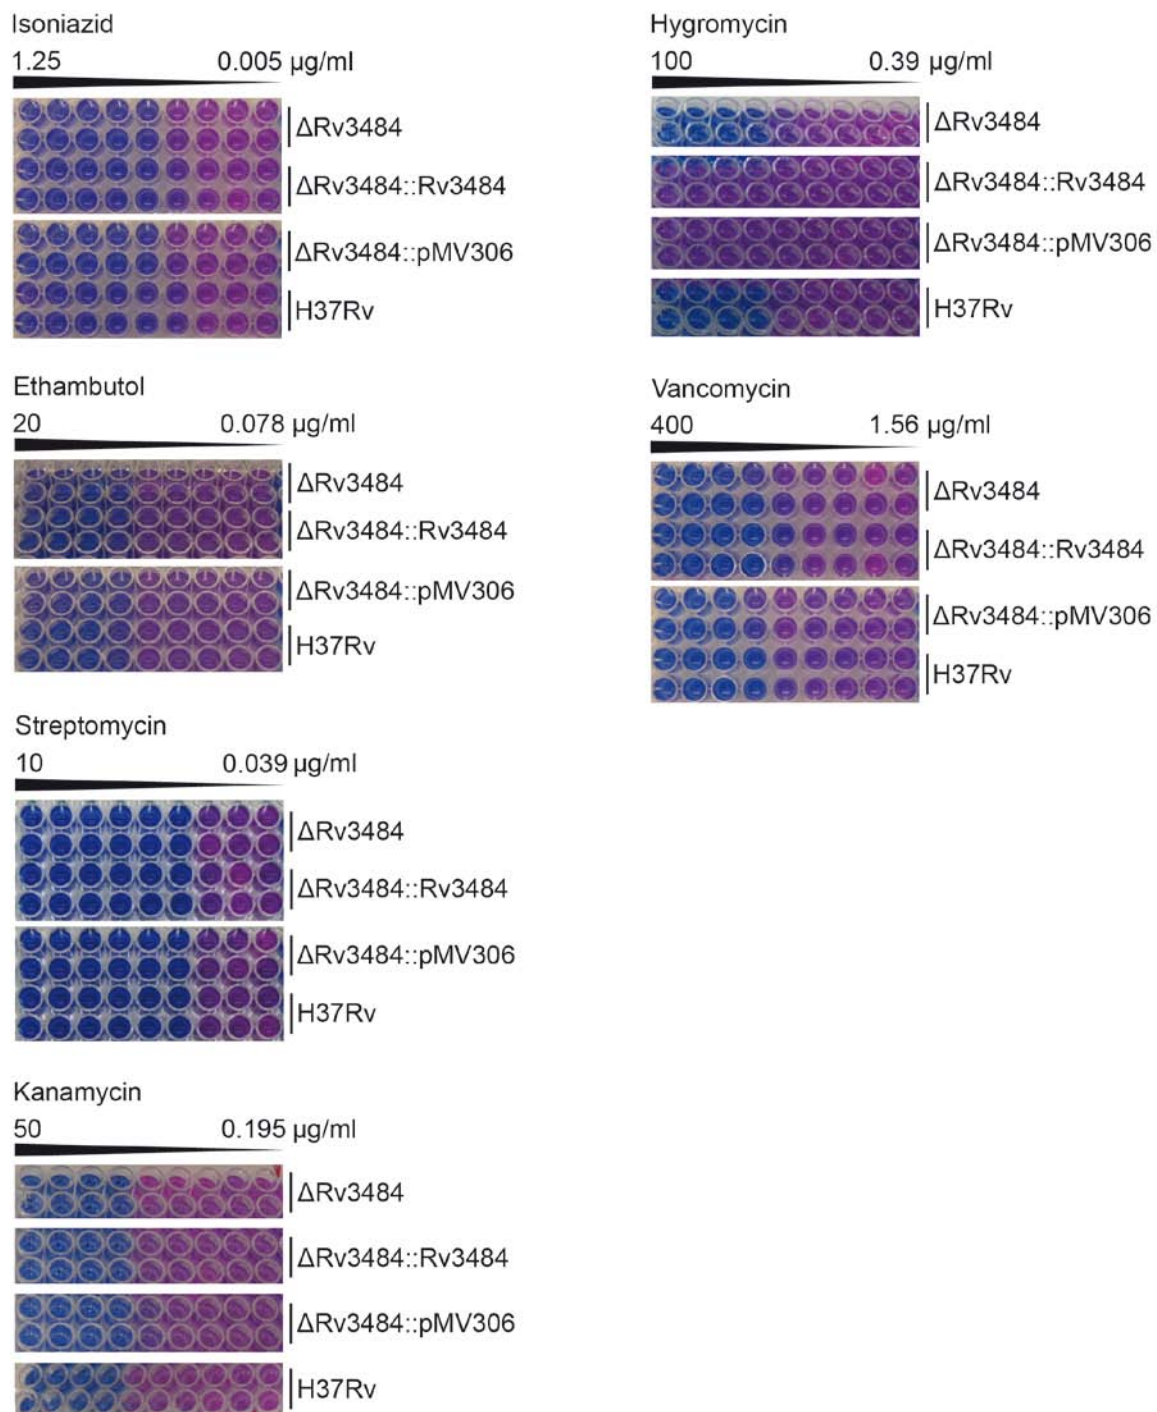 Isoniazid
1.25 0.005 µg/ml
ΔRv3484
ΔRv3484::Rv3484
ΔRv3484::pMV306
H37Rv
Ethambutol
20 0.078 µg/ml
ΔRv3484
ΔRv3484::Rv3484
ΔRv3484::pMV306
H37Rv
Streptomycin
10 0.039 µg/ml
ΔRv3484
ΔRv3484::Rv3484
ΔRv3484::pMV306
H37Rv
Kanamycin
50 0.195 µg/ml
ΔRv3484
ΔRv3484::Rv3484
ΔRv3484::pMV306
H37Rv
Hygromycin
100 0.39 µg/ml
ΔRv3484
ΔRv3484::Rv3484
ΔRv3484::pMV306
H37Rv
Vancomycin
400 1.56 µg/ml
ΔRv3484
ΔRv3484::Rv3484
ΔRv3484::pMV306
H37Rv